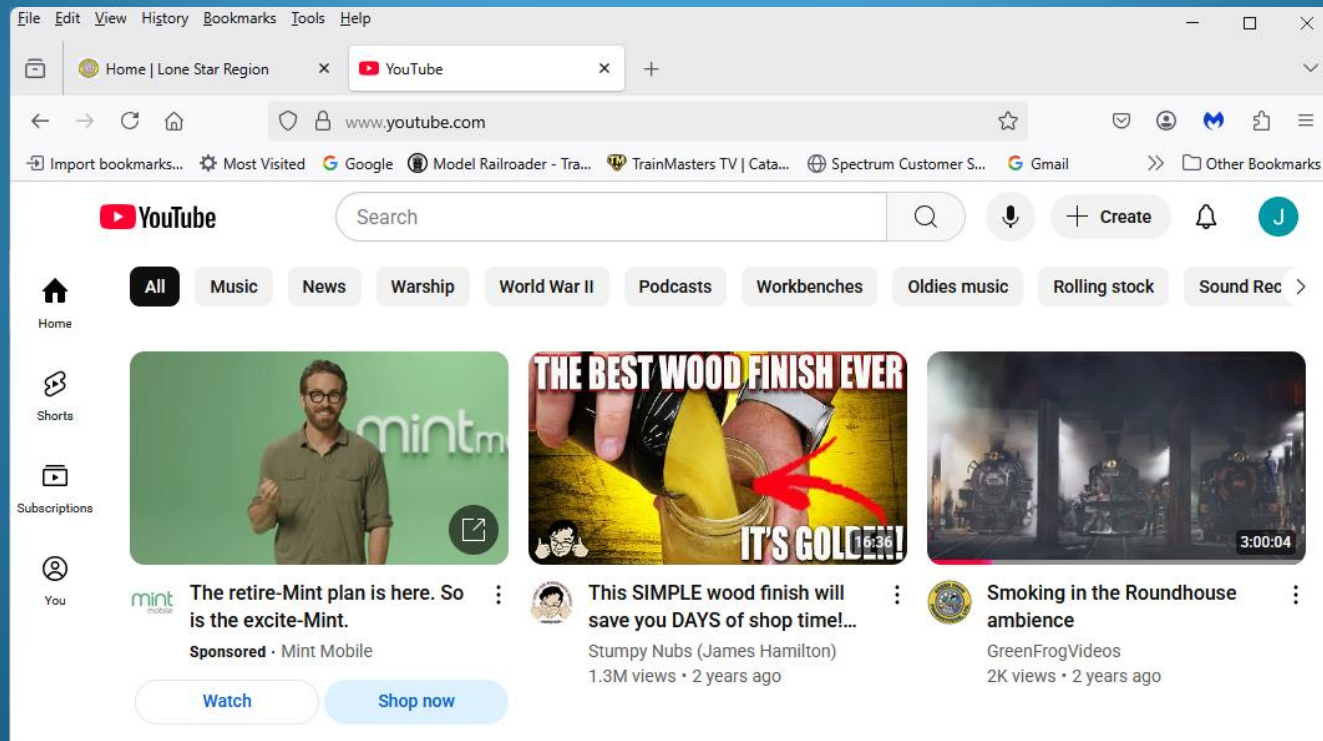 File Edit View History Bookmarks Tools Help
Home | Lone Star Region
YouTube
www.youtube.com
Import bookmarks... Most Visited Google Model Railroader - Tra... TrainMasters TV | Cata... Spectrum Customer S... Gmail Other Bookmarks
YouTube
Search
Create
J
All Music News Warship World War II Podcasts Workbenches Oldies music Rolling stock Sound Rec
Home
Shorts
Subscriptions
You
mint m
THE BEST WOOD FINISH EVER
IT'S GOLDEN!
16:36
3:00:04
mint
mobile
The retire-Mint plan is here. So
is the excite-Mint.
Sponsored · Mint Mobile
Watch
Shop now
This SIMPLE wood finish will
save you DAYS of shop time!...
Stumpy Nubs (James Hamilton)
1.3M views • 2 years ago
Smoking in the Roundhouse
ambience
GreenFrogVideos
2K views • 2 years ago